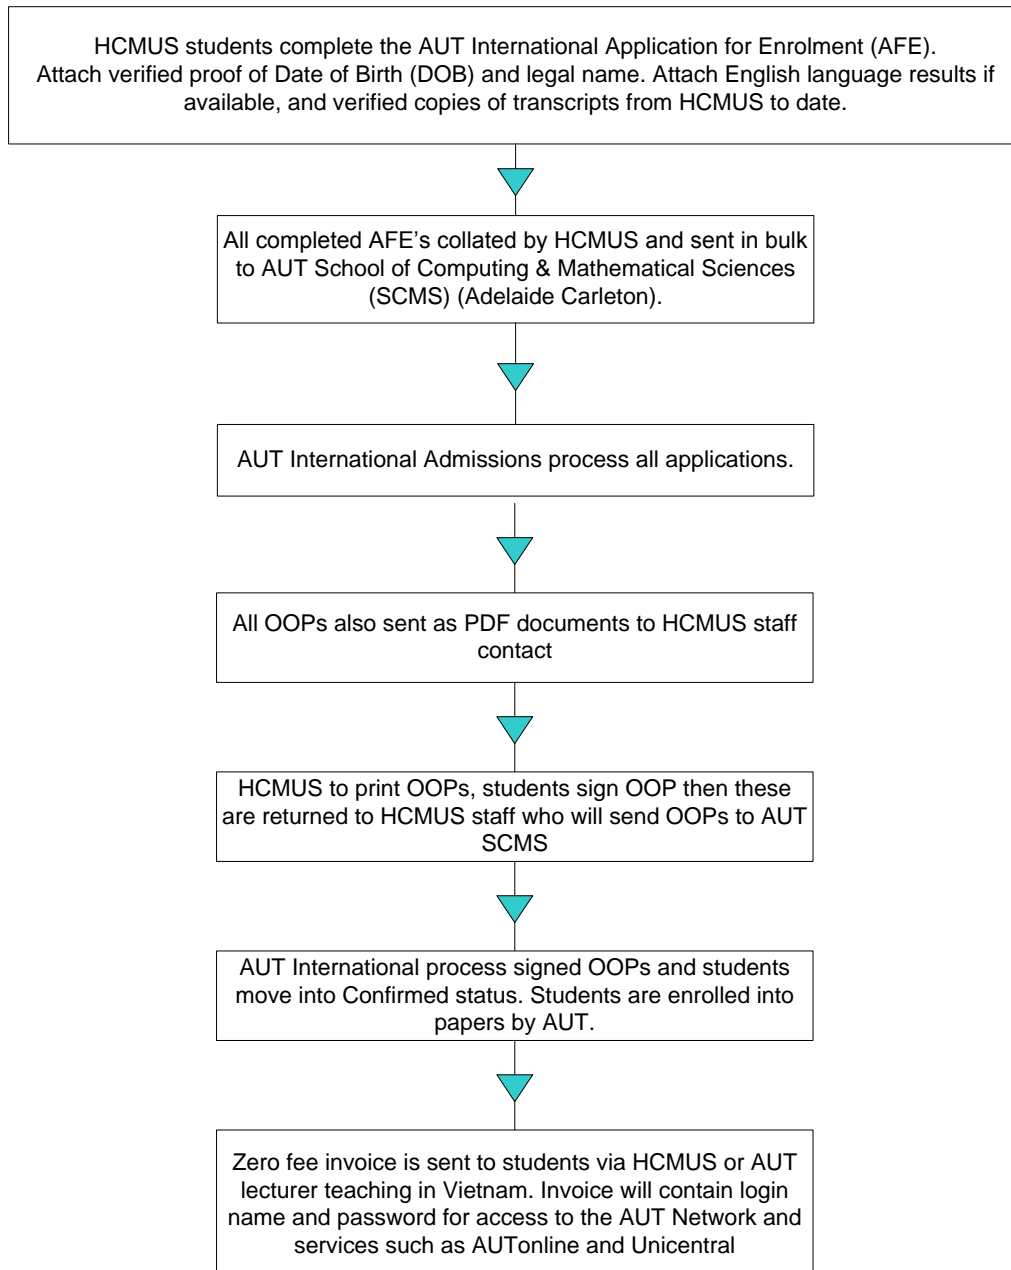 HCMUS students complete the AUT International Application for Enrolment (AFE).
Attach verified proof of Date of Birth (DOB) and legal name. Attach English language results if
available, and verified copies of transcripts from HCMUS to date.
All completed AFE's collated by HCMUS and sent in bulk
to AUT School of Computing & Mathematical Sciences
(SCMS) (Adelaide Carleton).
AUT International Admissions process all applications.
All OOPs also sent as PDF documents to HCMUS staff
contact
HCMUS to print OOPs, students sign OOP then these
are returned to HCMUS staff who will send OOPs to AUT
SCMS
AUT International process signed OOPs and students
move into Confirmed status. Students are enrolled into
papers by AUT.
Zero fee invoice is sent to students via HCMUS or AUT
lecturer teaching in Vietnam. Invoice will contain login
name and password for access to the AUT Network and
services such as AUTonline and Unicentral